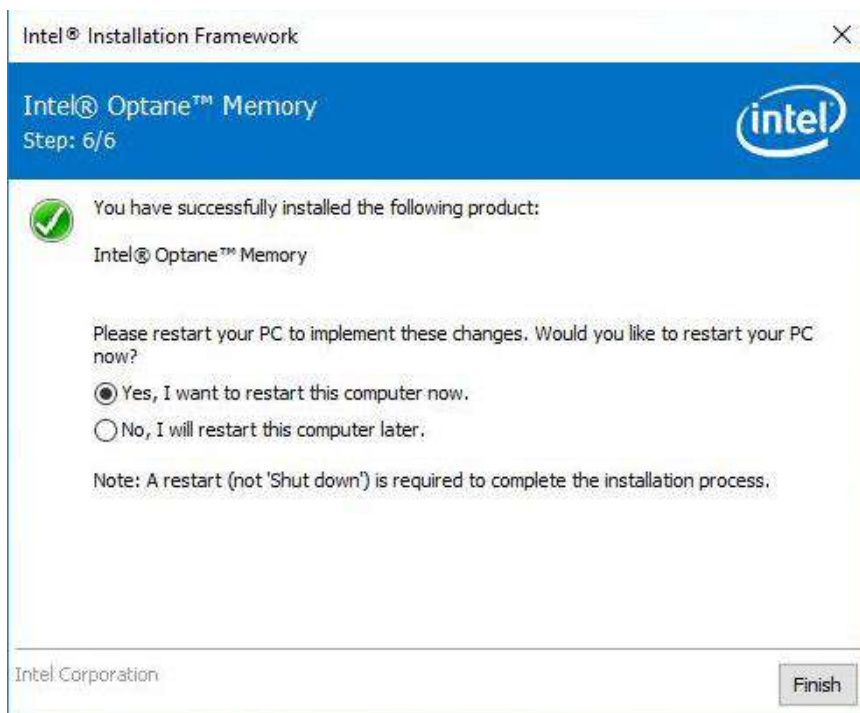 Intel® Installation Framework
Intel® Optane™ Memory
Step: 6/6
intel
You have successfully installed the following product:
Intel® Optane™ Memory
Please restart your PC to implement these changes. Would you like to restart your PC
now?
Yes, I want to restart this computer now.
No, I will restart this computer later.
Note: A restart (not 'Shut down') is required to complete the installation process.
Intel Corporation
Finish